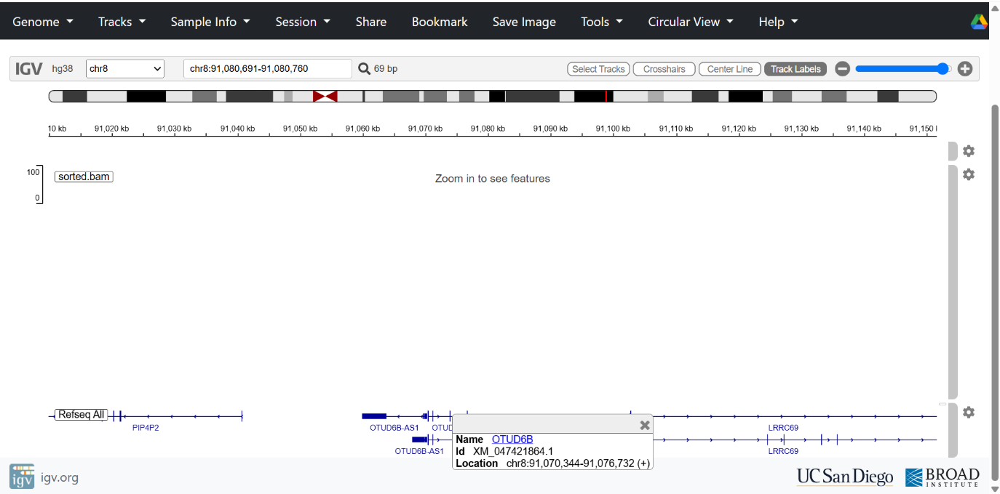 Genome Tracks Sample Info Session Share Bookmark Save Image Tools Circular View Help
IGV hg38 chr8 chr8:91,080,691-91,080,760 69 bp Select Tracks Crosshairs Center Line Track Labels
10 kb 91,020 kb 91,030 kb 91,040 kb 91,050 kb 91,060 kb 91,070 kb 91,080 kb 91,090 kb 91,100 kb 91,110 kb 91,120 kb 91,130 kb 91,140 kb 91,150
100 sorted.bam Zoom in to see features
0
Refseq All
PIP4P2 OTUD6B-AS1 OTUD LRRC69
Name OTUD6B
OTUD6B-AS1 Id XM_047421864.1 LRRC69
Location chr8:91,070,344-91,076,732 (+)
igv igv.org UC San Diego BROAD
INSTITUTE